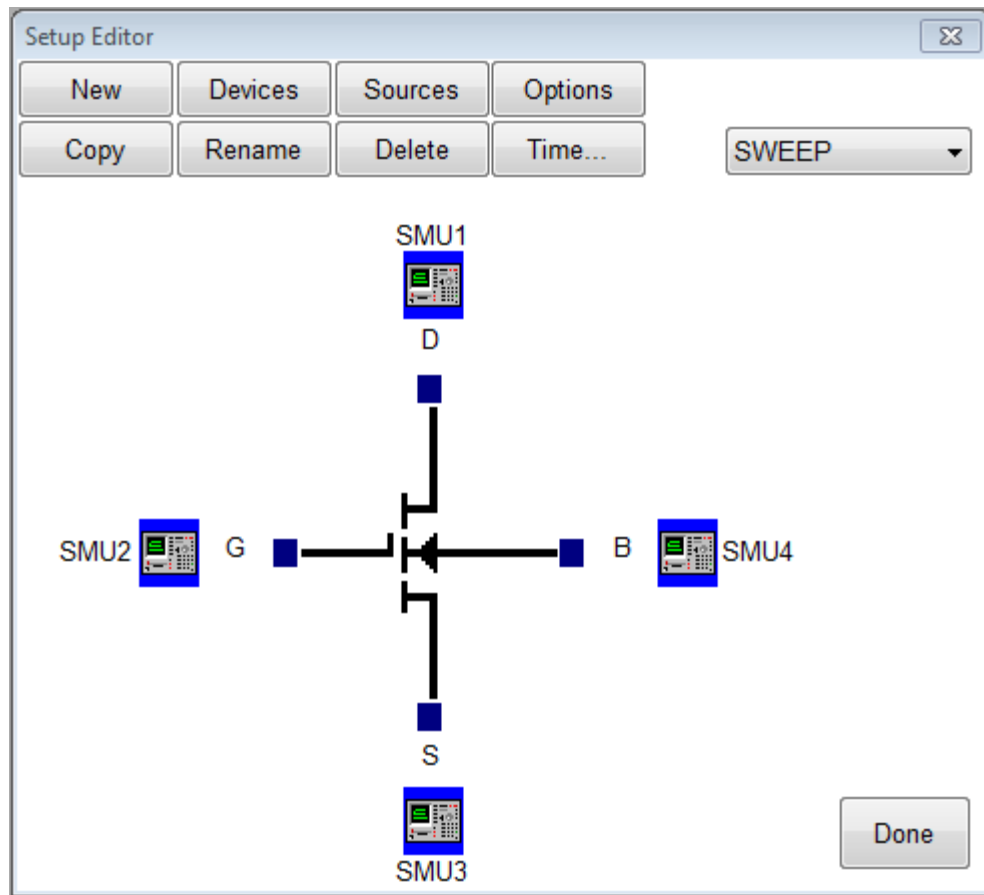 Setup Editor
New Devices Sources Options
Copy Rename Delete Time... SWEEP
SMU1
D
SMU2 G B SMU4
S
SMU3
Done